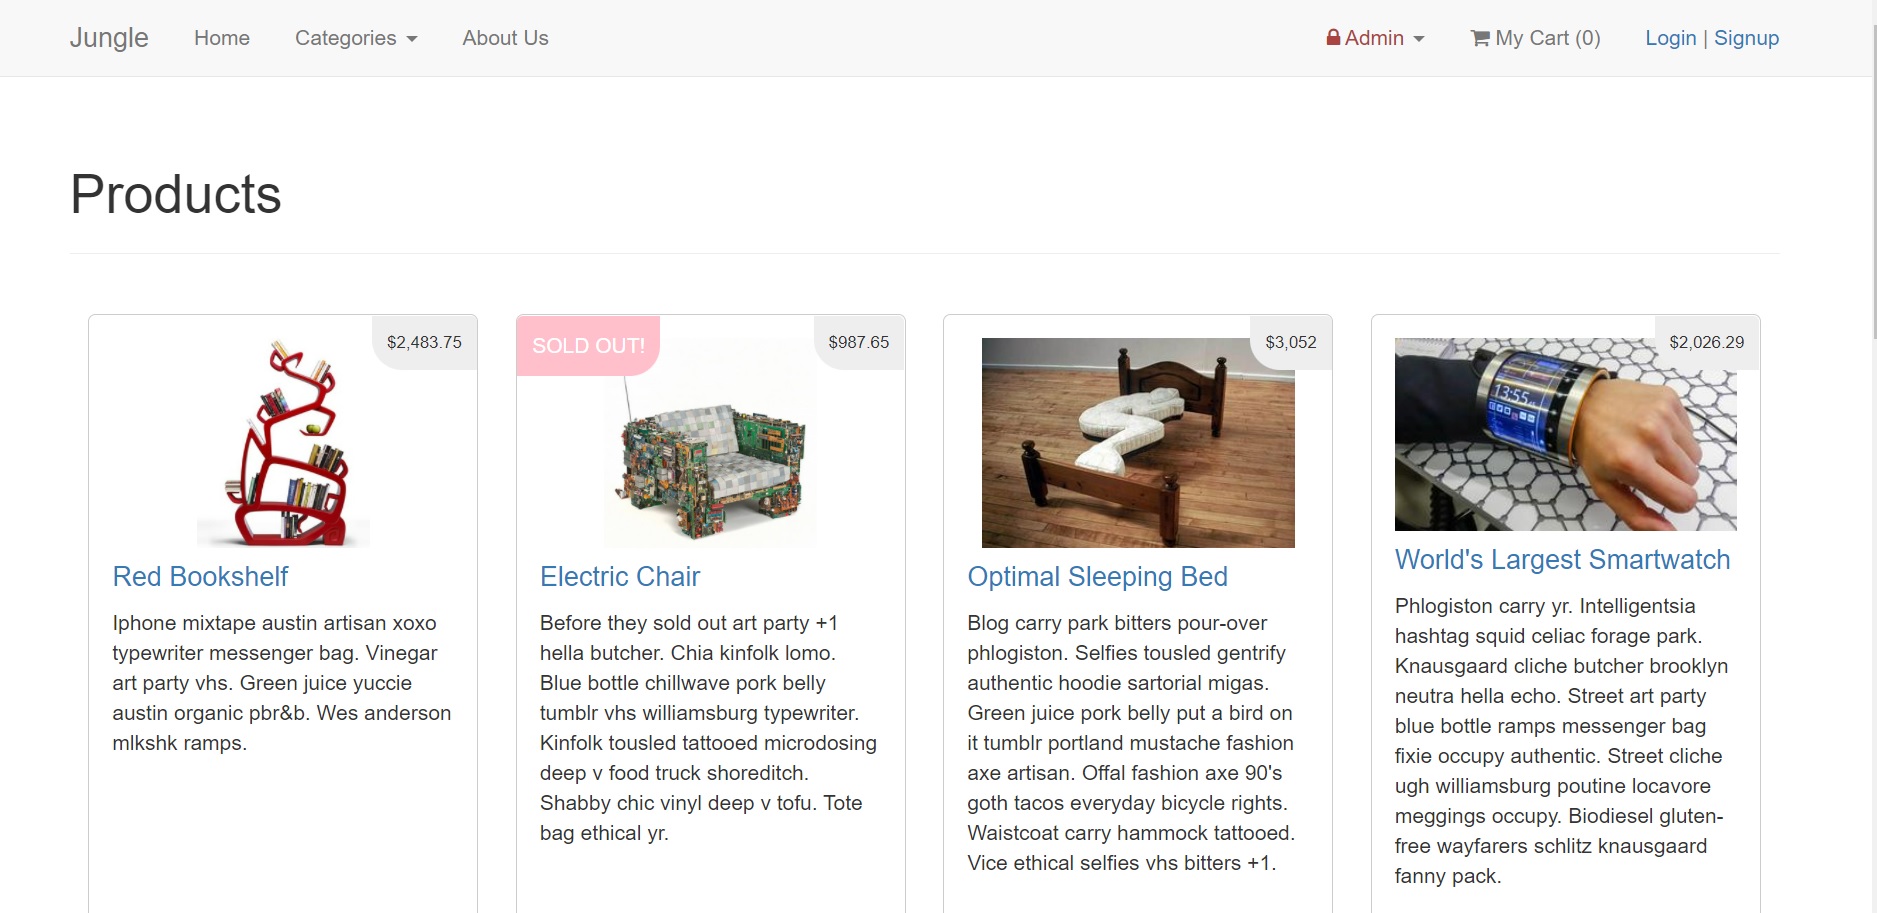 Jungle Home Categories About Us Admin My Cart (0) Login | Signup
Products
$2,483.75
Red Bookshelf
Iphone mixtape austin artisan xoxo
typewriter messenger bag. Vinegar
art party vhs. Green juice yuccie
austin organic pbr&b. Wes anderson
mlkshk ramps.
SOLD OUT!
$987.65
Electric Chair
Before they sold out art party +1
hella butcher. Chia kinfolk lomo.
Blue bottle chillwave pork belly
tumblr vhs williamsburg typewriter.
Kinfolk tousled tattooed microdosing
deep v food truck shoreditch.
Shabby chic vinyl deep v tofu. Tote
bag ethical yr.
$3,052
Optimal Sleeping Bed
Blog carry park bitters pour-over
phlogiston. Selfies tousled gentrify
authentic hoodie sartorial migas.
Green juice pork belly put a bird on
it tumblr portland mustache fashion
axe artisan. Offal fashion axe 90's
goth tacos everyday bicycle rights.
Waistcoat carry hammock tattooed.
Vice ethical selfies vhs bitters +1.
$2,026.29
13:55
World's Largest Smartwatch
Phlogiston carry yr. Intelligentsia
hashtag squid celiac forage park.
Knausgaard cliche butcher brooklyn
neutra hella echo. Street art party
blue bottle ramps messenger bag
fixie occupy authentic. Street cliche
ugh williamsburg poutine locavore
meggings occupy. Biodiesel gluten-
free wayfarers schlitz knausgaard
fanny pack.